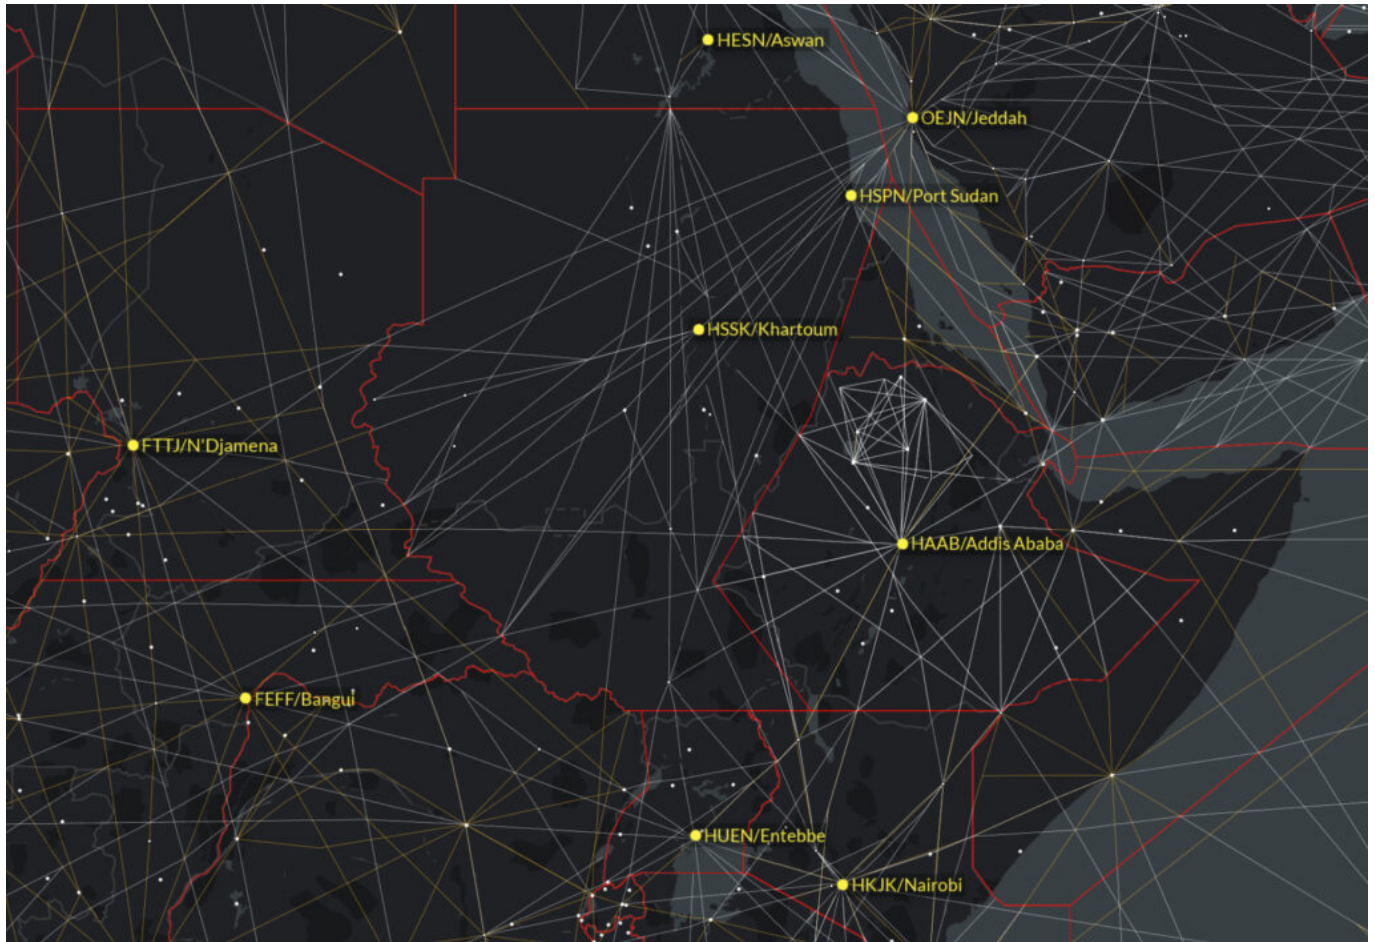 HESN/Aswan
OEJN/Jeddah
HSPN/Port Sudan
HSSK/Khartoum
FTTJ/N'Djamena
HAAB/Addis Ababa
FEFF/Bangui
HUEN/Entebbe
HKJK/Nairobi